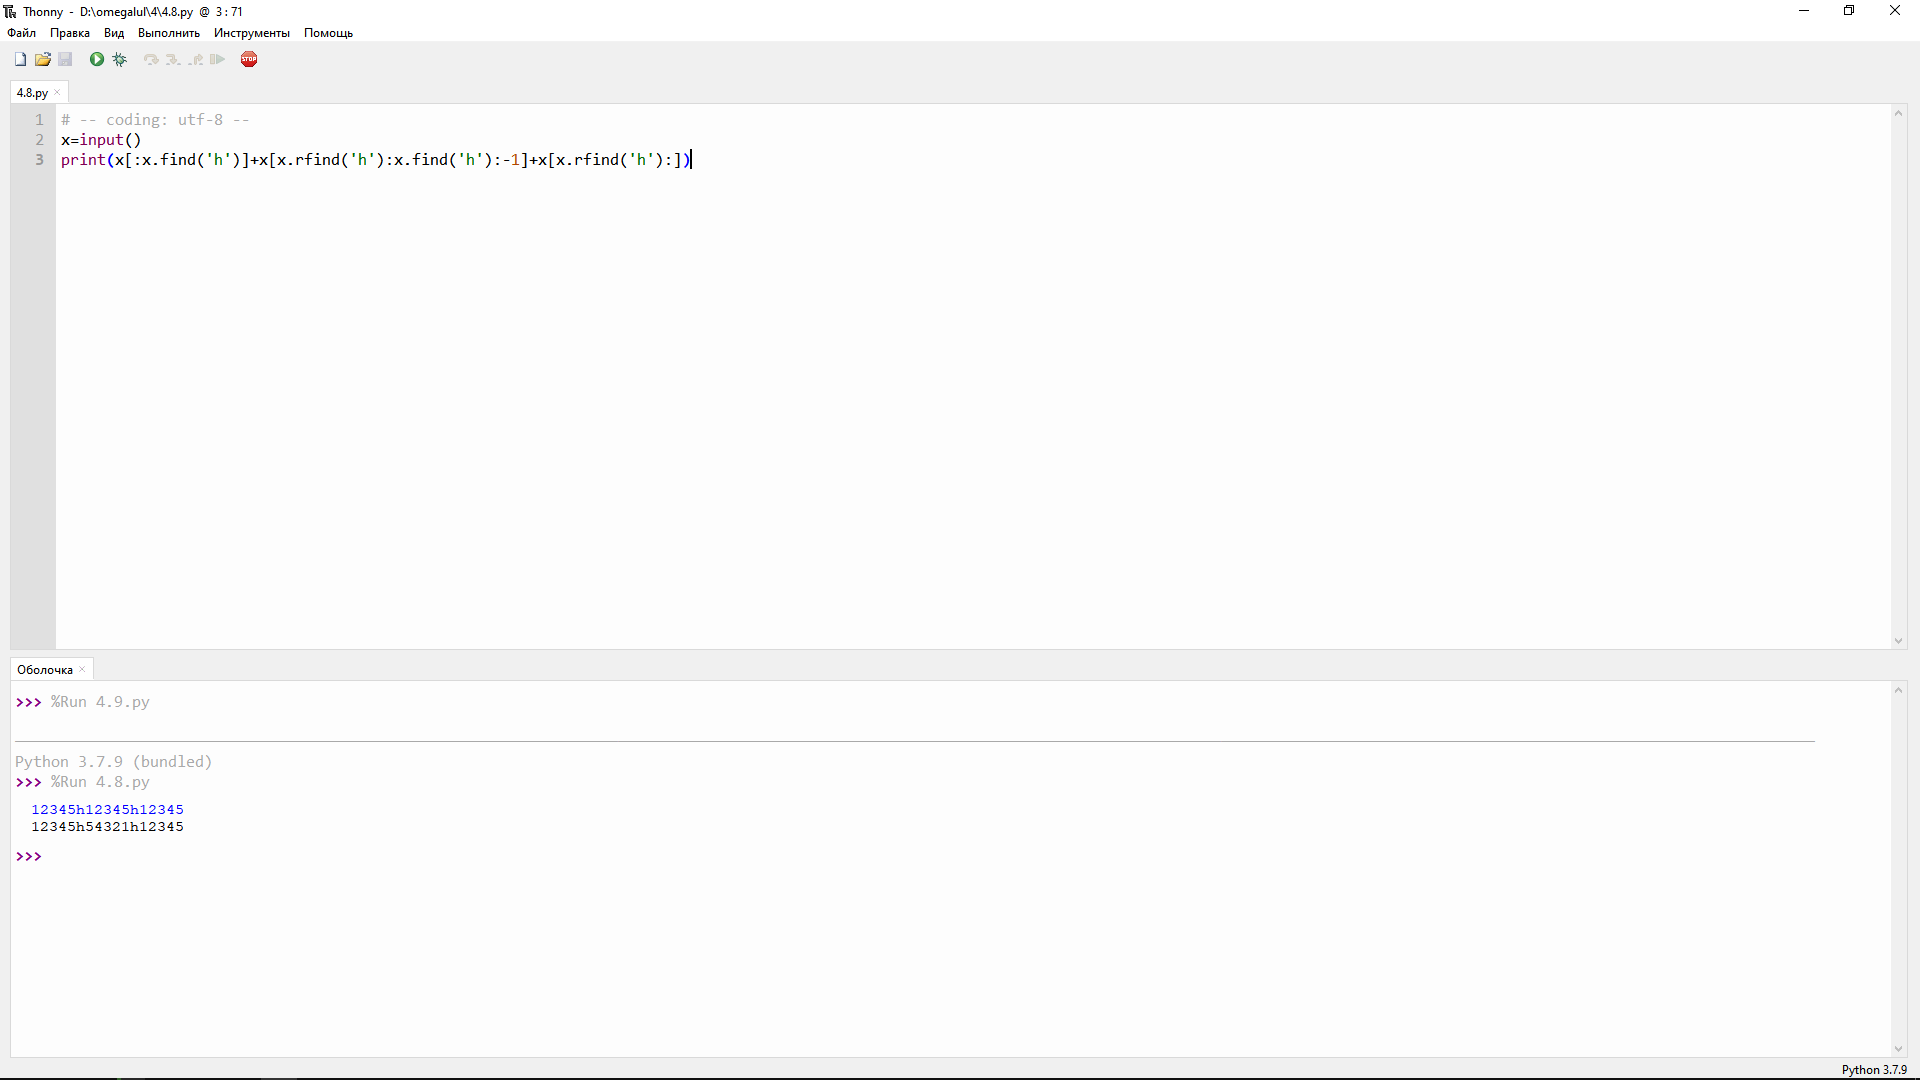 Thonny - D:\omegalul\4\4.8.py @ 3 : 71
Файл Правка Вид Выполнить Инструменты Помощь
STOP
4.8.py
1 # -- coding: utf-8 --
2 x=input()
3 print(x[:x.find('h')]+x[x.rfind('h'):x.find('h'):-1]+x[x.rfind('h'):])
Оболочка
>>> %Run 4.9.py
Python 3.7.9 (bundled)
>>> %Run 4.8.py
12345h12345h12345
12345h54321h12345
>>>
Python 3.7.9